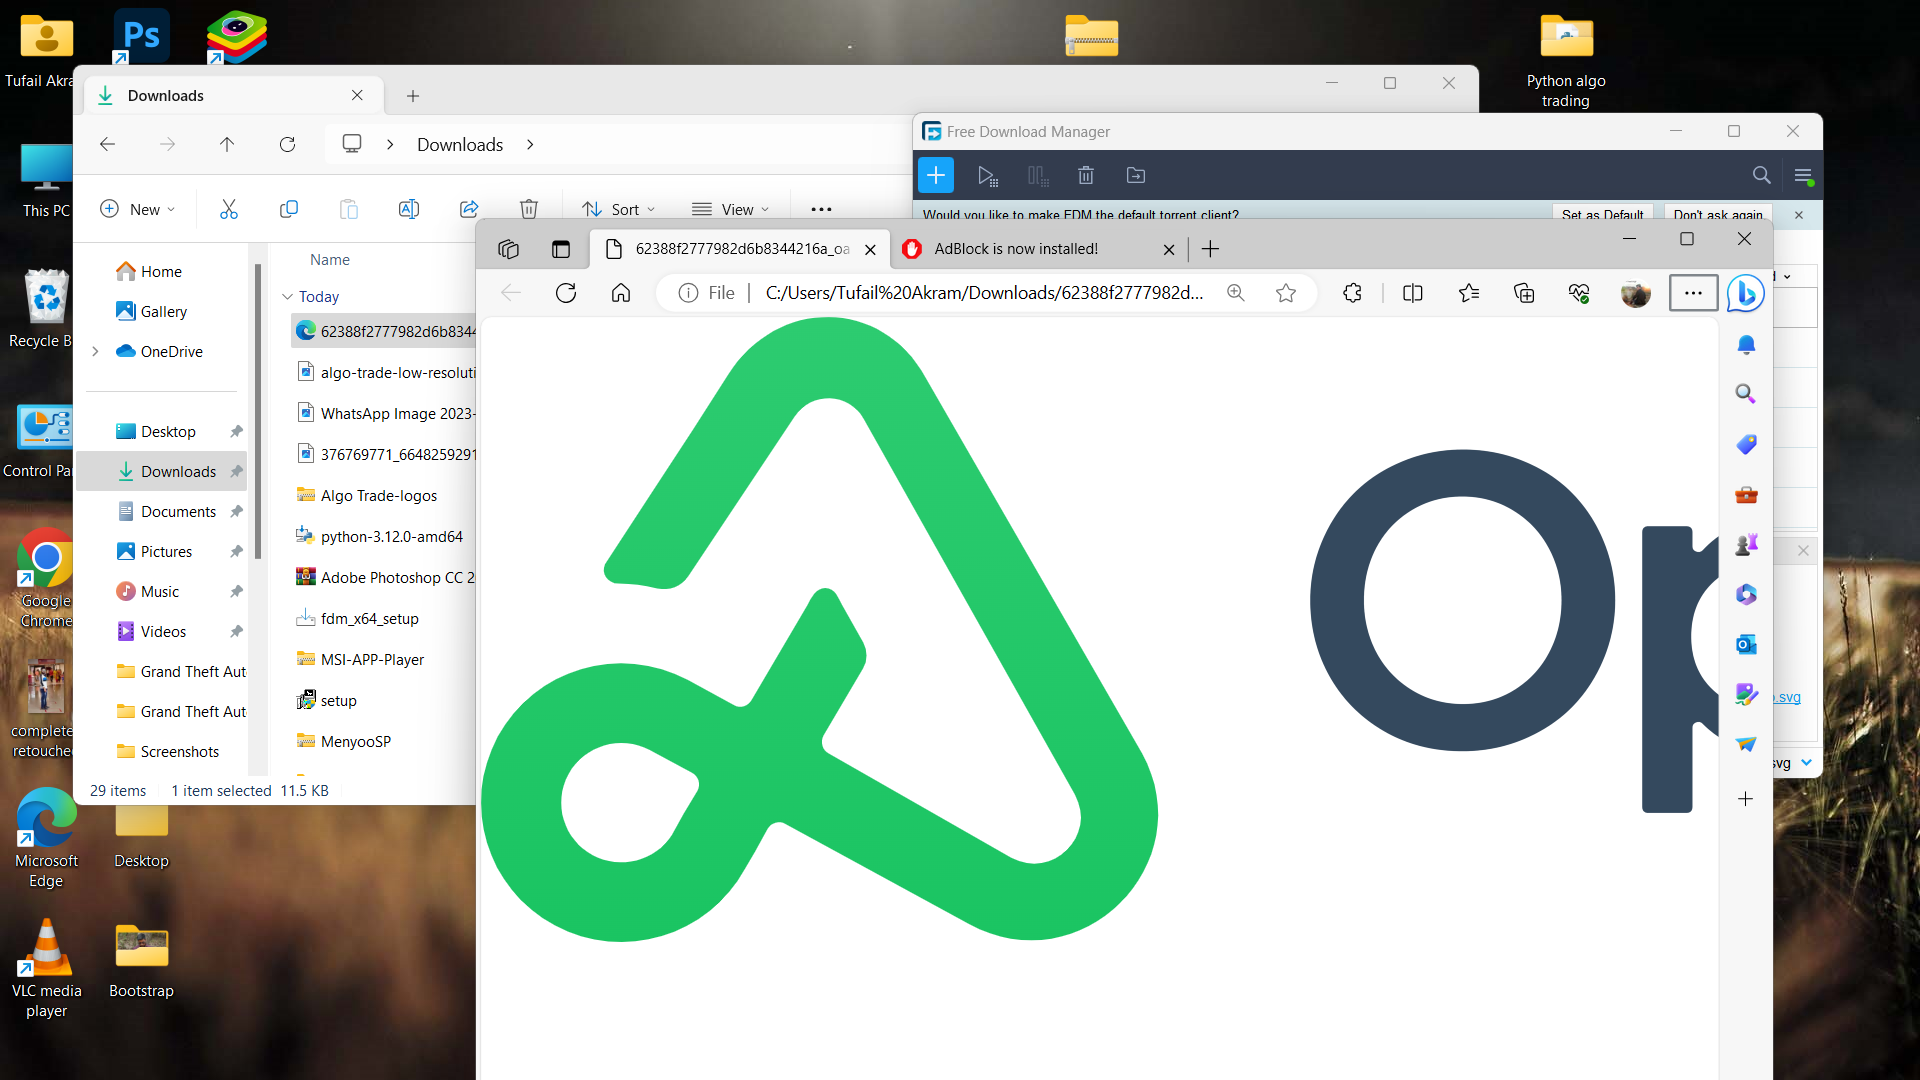 Ps
Tufail Akra
Python algo
trading
Downloads
Free Download Manager
Downloads
This PC
New
Sort
View
Would you like to make FDM the default torrent client?
Set as Default
Don't ask again
62388f2777982d6b8344216a_oa
AdBlock is now installed!
File
C:/Users/Tufail%20Akram/Downloads/62388f2777982d...
Home
Gallery
OneDrive
Desktop
Downloads
Documents
Pictures
Music
Videos
Grand Theft Aut
Grand Theft Aut
Screenshots
Name
Today
62388f2777982d6b834
algo-trade-low-resoluti
WhatsApp Image 2023-
376769771_6648259291
Algo Trade-logos
python-3.12.0-amd64
Adobe Photoshop CC 2
fdm_x64_setup
MSI-APP-Player
setup
MenyooSP
29 items
1 item selected 11.5 KB
Recycle B
Control Pa
Google
Chrome
complete
retouche
Microsoft
Edge
Desktop
VLC media
player
Bootstrap
Op
.svg
svg